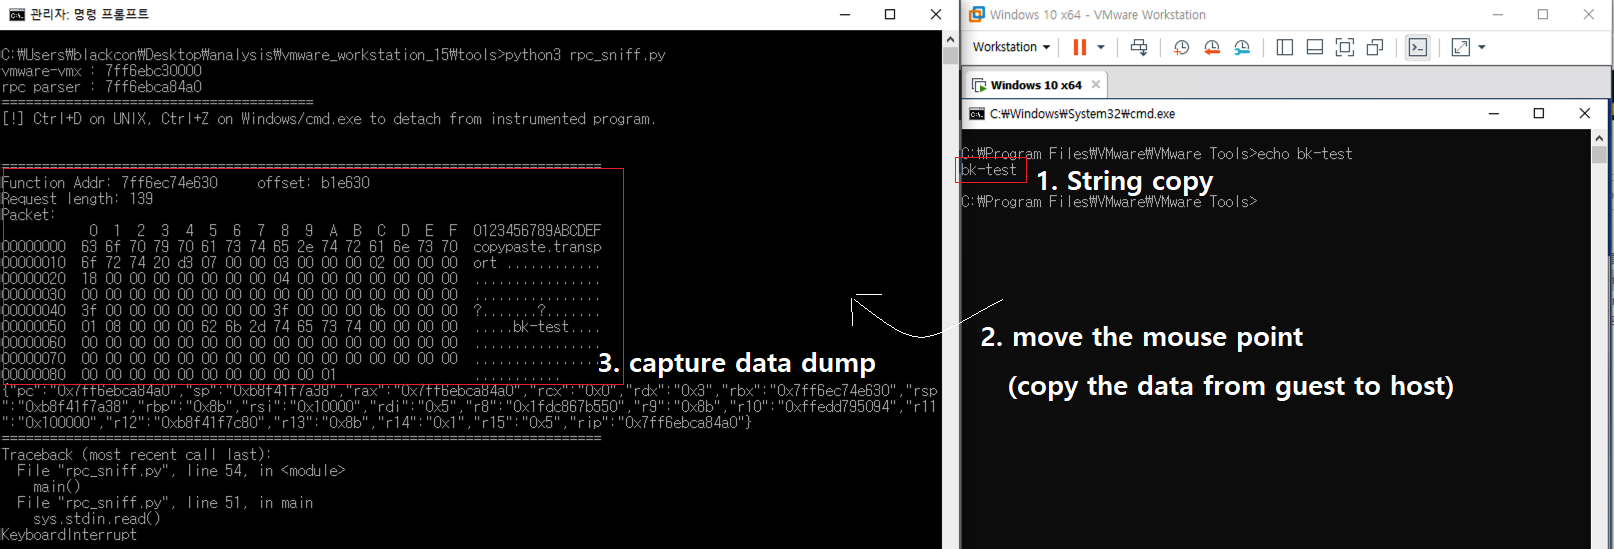 관리자: 명령 프롬프트
C:₩Users₩blackcon₩Desktop₩analysis₩vmware_workstation_15₩tools>python3 rpc_sniff.py
vmware-vmx : 7ff6ebc30000
rpc parser : 7ff6ebca84a0
=======================================
[!] Ctrl+D on UNIX, Ctrl+Z on Windows/cmd.exe to detach from instrumented program.
===========================================================================
Function Addr: 7ff6ec74e630     offset: b1e630
Request length: 139
Packet:
           0  1  2  3  4  5  6  7  8  9  A  B  C  D  E  F  0123456789ABCDEF
00000000  63 6f 70 79 70 61 73 74 65 2e 74 72 61 6e 73 70  copypaste.transp
00000010  6f 72 74 20 d3 07 00 00 03 00 00 00 02 00 00 00  ort ............
00000020  18 00 00 00 00 00 00 00 04 00 00 00 00 00 00 00  ................
00000030  00 00 00 00 00 00 00 00 00 00 00 00 00 00 00 00  ................
00000040  3f 00 00 00 00 00 00 00 3f 00 00 00 0b 00 00 00  ?.......?.......
00000050  01 08 00 00 00 62 6b 2d 74 65 73 74 00 00 00 00  .....bk-test....
00000060  00 00 00 00 00 00 00 00 00 00 00 00 00 00 00 00  ................
00000070  00 00 00 00 00 00 00 00 00 00 00 00 00 00 00 00  ................
00000080  00 00 00 00 00 00 00 00 00 00 01  ...........
{"pc":"0x7ff6ebca84a0","sp":"0xb8f41f7a38","rax":"0x7ff6ebca84a0","rcx":"0x0","rdx":"0x3","rbx":"0x7ff6ec74e630","rsp
":"0xb8f41f7a38","rbp":"0x8b","rsi":"0x10000","rdi":"0x5","r8":"0x1fdc867b550","r9":"0x8b","r10":"0xffedd795094","r11
":"0x100000","r12":"0xb8f41f7c80","r13":"0x8b","r14":"0x1","r15":"0x5","rip":"0x7ff6ebca84a0"}
===========================================================================
Traceback (most recent call last):
  File "rpc_sniff.py", line 54, in <module>
    main()
  File "rpc_sniff.py", line 51, in main
    sys.stdin.read()
KeyboardInterrupt
Windows 10 x64 - VMware Workstation
Workstation
Windows 10 x64
C:₩Windows₩System32₩cmd.exe
C:₩Program Files₩VMware₩VMware Tools>echo bk-test
bk-test
C:₩Program Files₩VMware₩VMware Tools>
1. String copy
2. move the mouse point
(copy the data from guest to host)
3. capture data dump